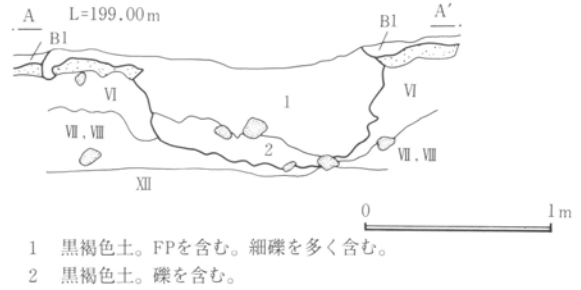 A L=199.00m A′
B1 B1
VI 1 VI
VII, VIII 2 VII, VIII
XII
0 1m
1 黒褐色土。FPを含む。細礫を多く含む。
2 黒褐色土。礫を含む。